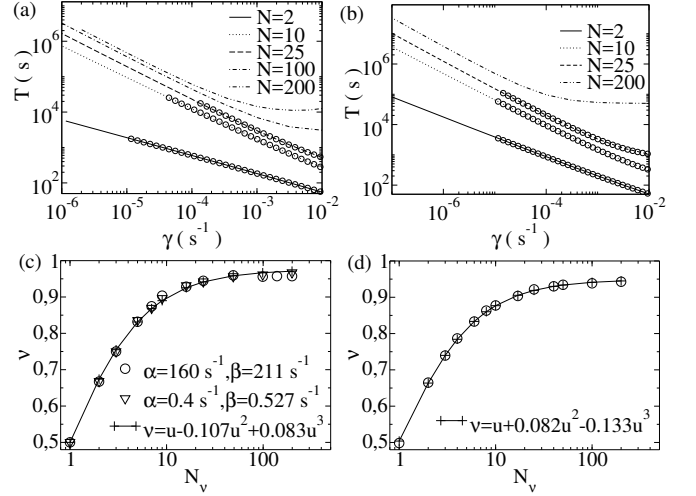 (a)
T ( s )
10^6
10^4
10^2
N=2
N=10
N=25
N=100
N=200
10^-6 10^-5 10^-4 10^-3 10^-2
γ ( s^-1)
(b)
T ( s )
10^6
10^4
10^2
N=2
N=10
N=25
N=200
10^-6 10^-4 10^-2
γ ( s^-1)
(c)
ν
1
0,9
0,8
0,7
0,6
0,5
α=160 s^-1,β=211 s^-1
α=0.4 s^-1,β=0.527 s^-1
ν=u-0.107u^2+0.083u^3
1 10 100
N_ν
(d)
ν
1
0,9
0,8
0,7
0,6
0,5
ν=u+0.082u^2-0.133u^3
1 10 100
N_ν